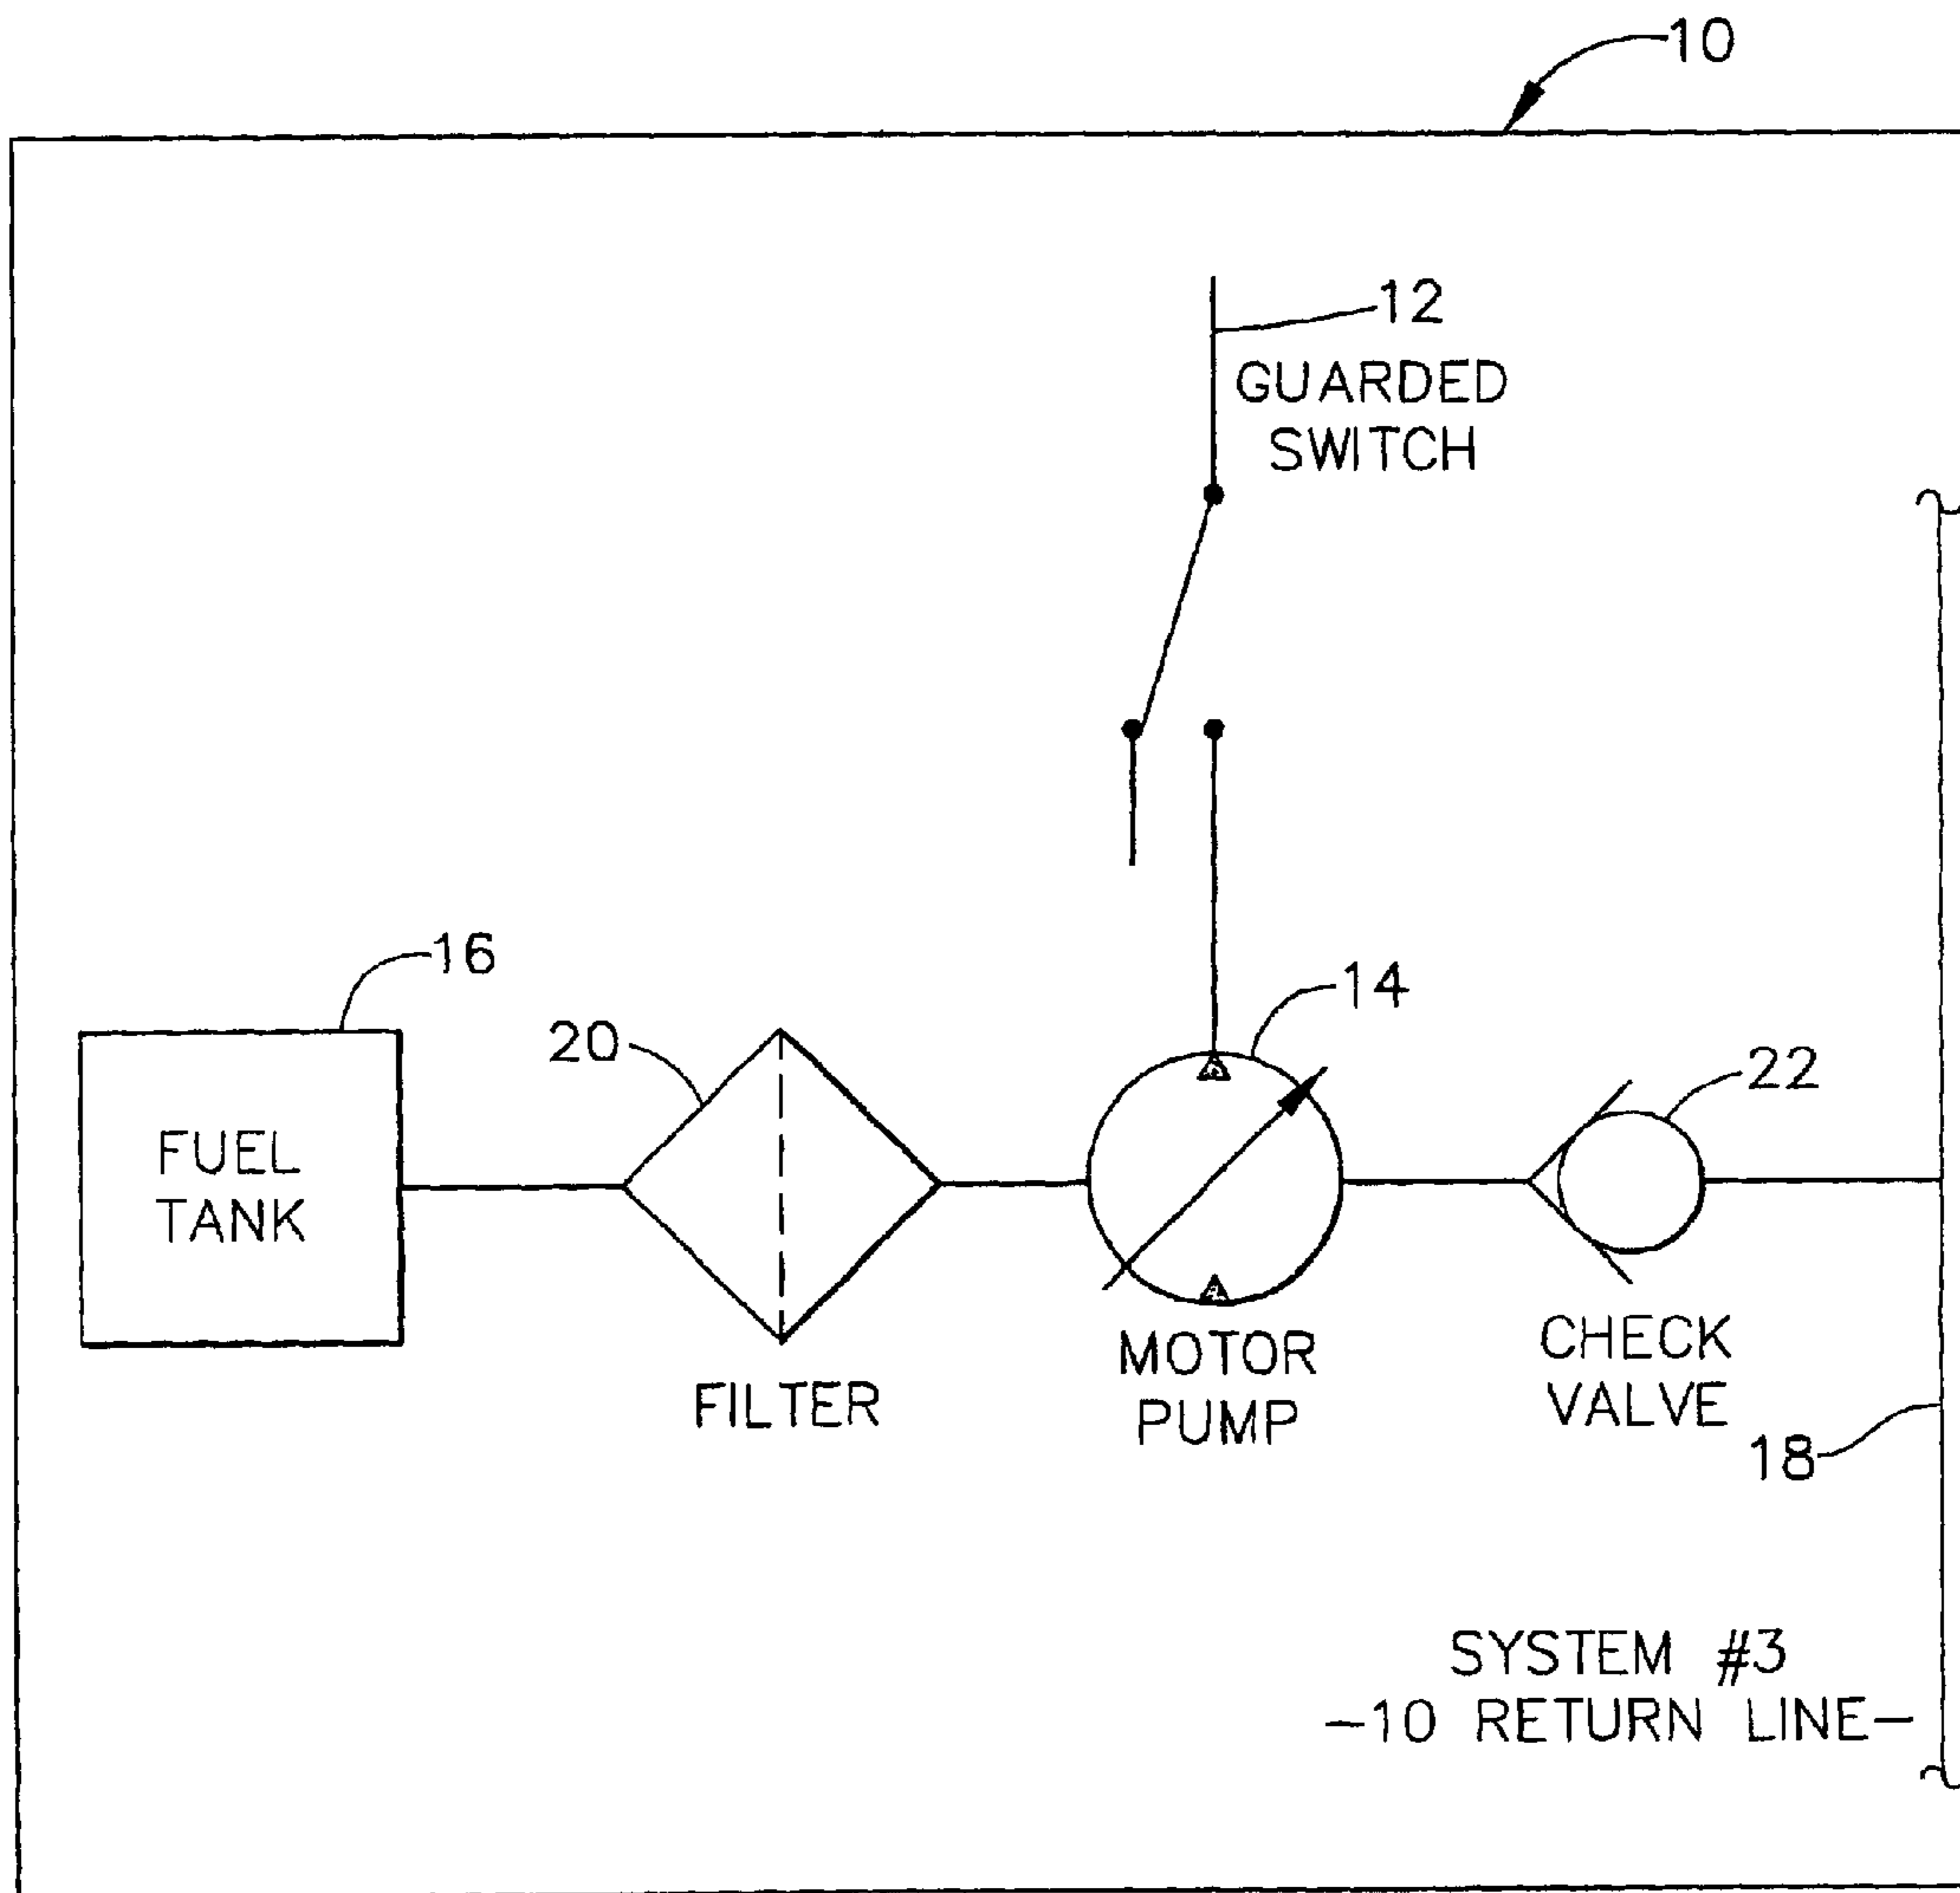 10
12
GUARDED
SWITCH
16
20
14
22
FUEL
TANK
FILTER
MOTOR
PUMP
CHECK
VALVE
18
SYSTEM #3
-10 RETURN LINE-